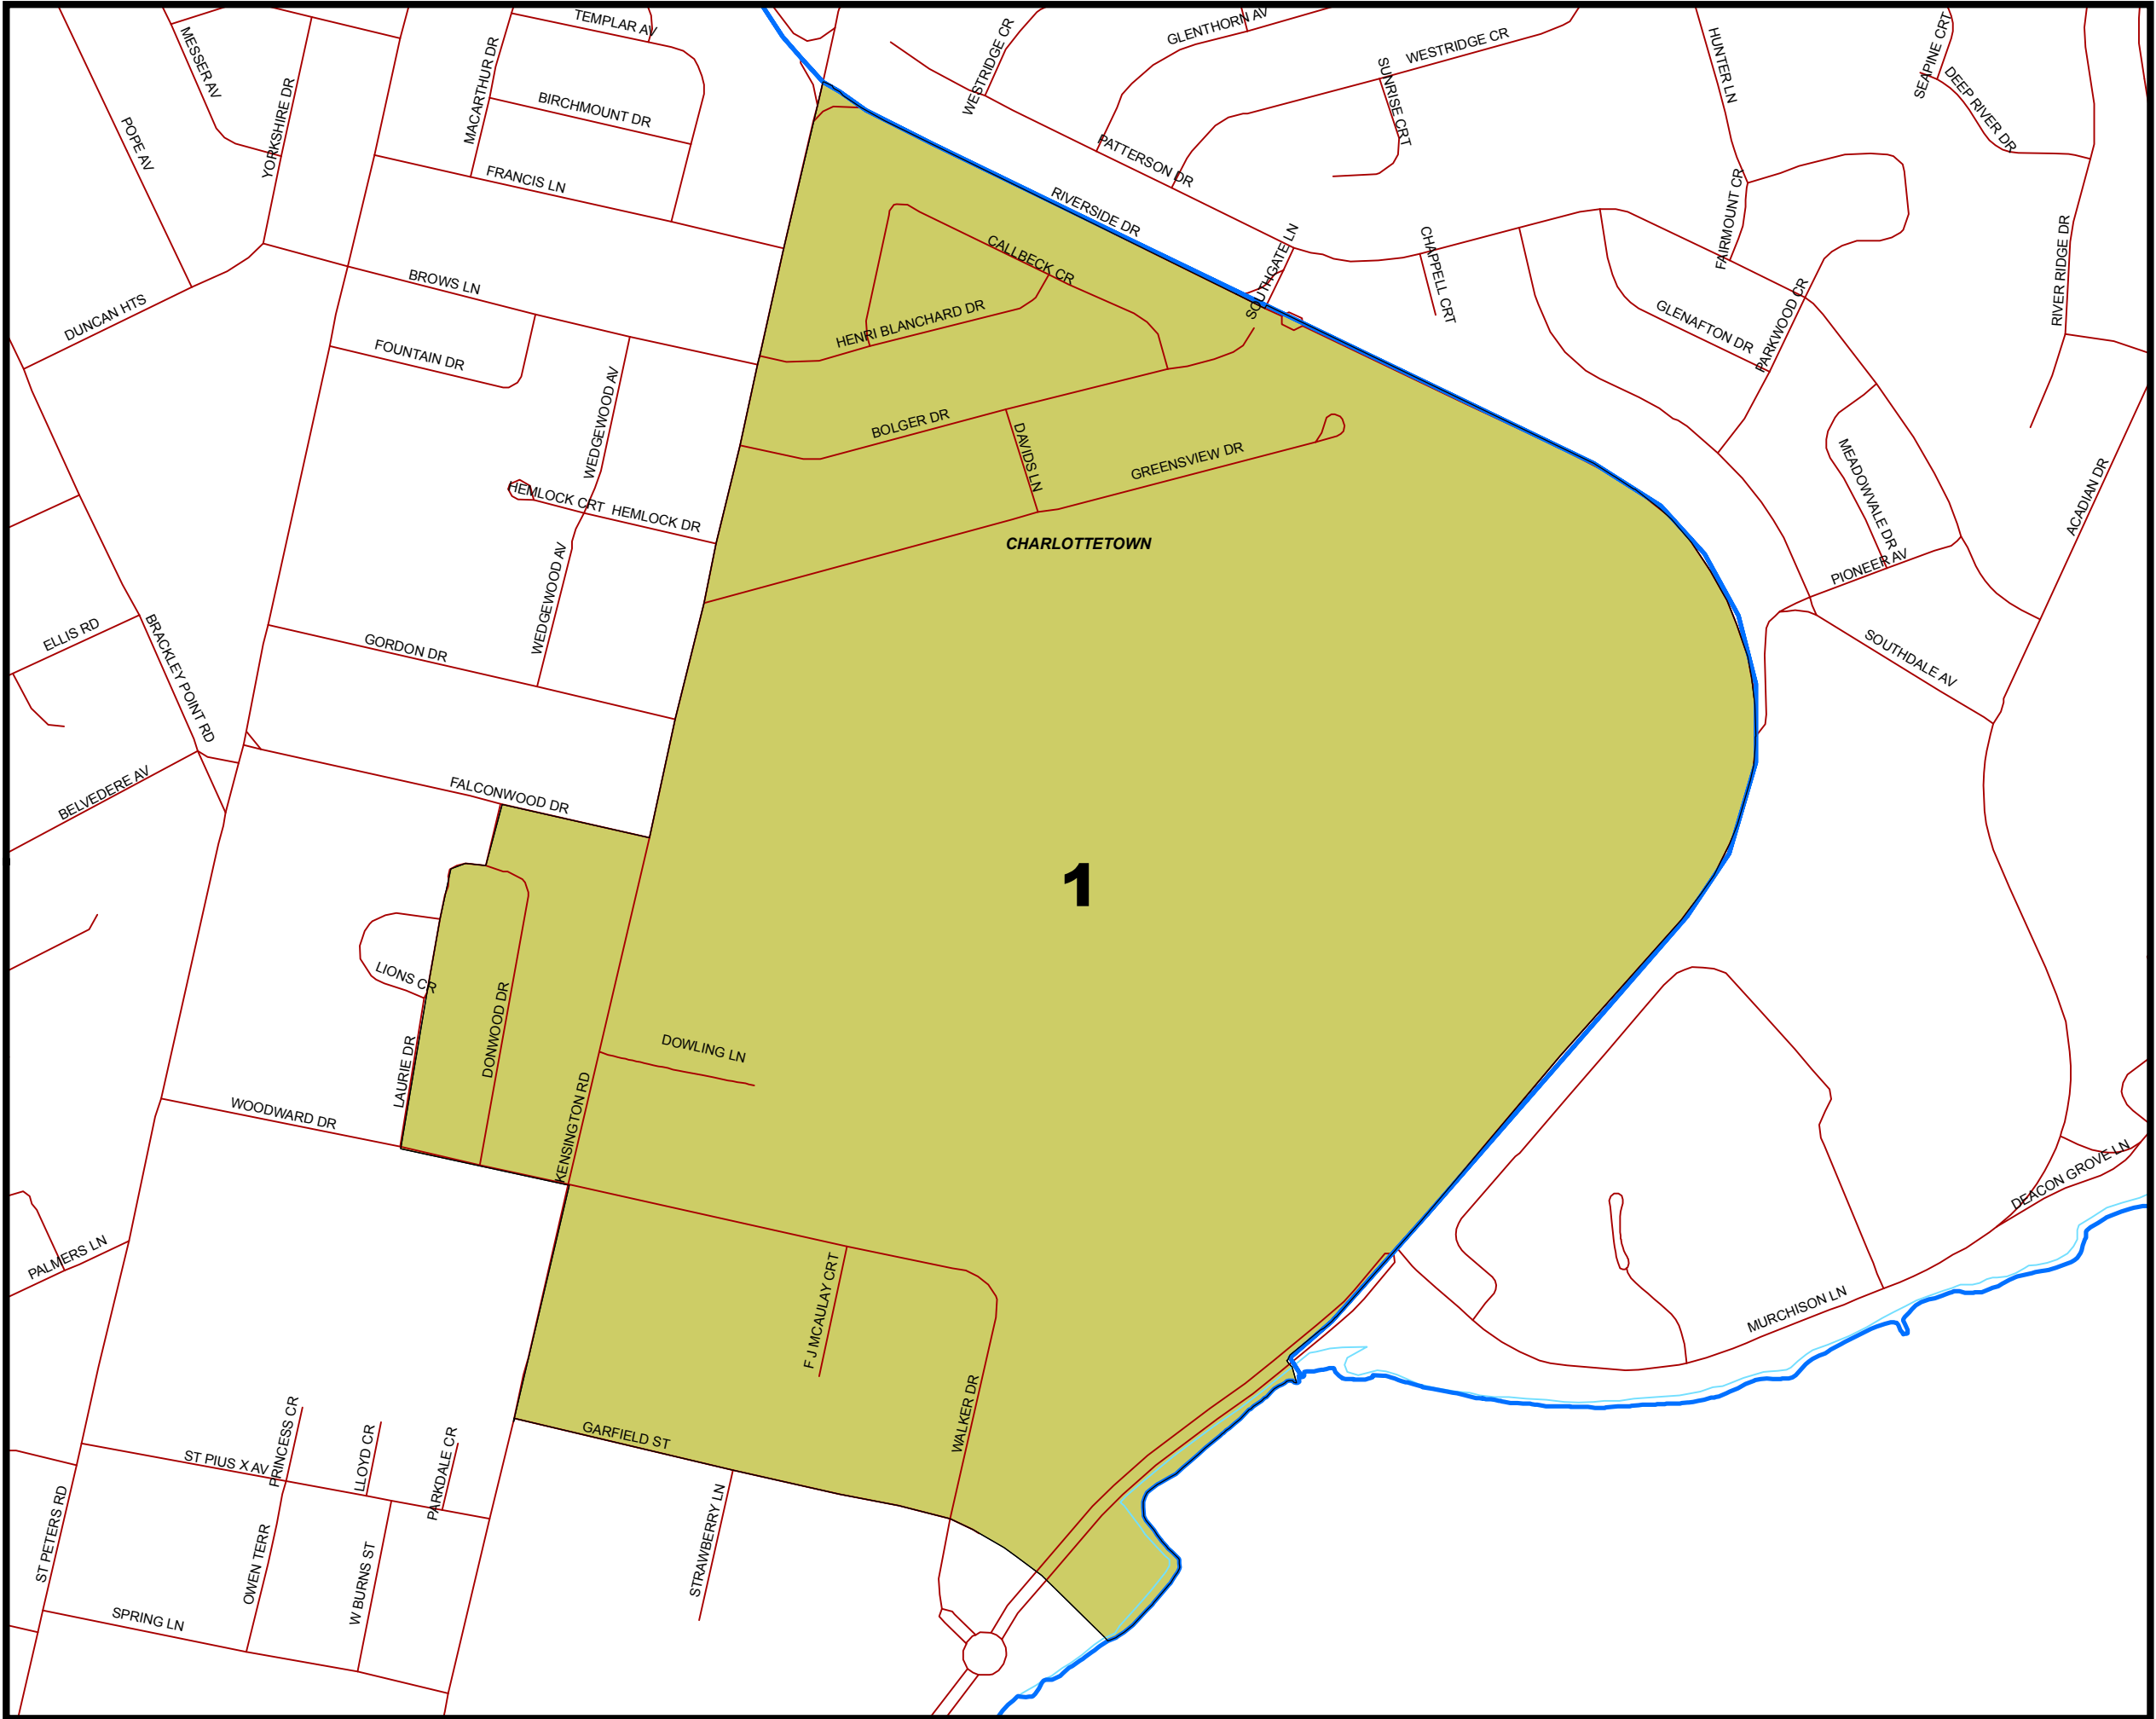 TEMPLAR AV
GLENTHORN AV
WESTRIDGE CR
WESTRIDGE CR
MESSER AV
YORKSHIRE DR
MACARTHUR DR
BIRCHMOUNT DR
SUNRISE CRT
HUNTER LN
SEAPINE CRT
DEEP RIVER DR
POPE AV
FRANCIS LN
PATTERSON DR
RIVERSIDE DR
FAIRMOUNT CR
RIVER RIDGE DR
CALLBECK CR
SOUTHGATE LN
CHAPPELL CRT
BROWS LN
DUNCAN HTS
HENRI BLANCHARD DR
GLENAFTON DR
PARKWOOD CR
FOUNTAIN DR
WEDGEWOOD AV
BOLGER DR
DAVIDS LN
GREENSVIEW DR
MEADOWVALE DR
ACADIAN DR
HEMLOCK CRT
HEMLOCK DR
CHARLOTTETOWN
PIONEER AV
WEDGEWOOD AV
ELLIS RD
BRACKLEY POINT RD
GORDON DR
SOUTHDALE AV
BELVEDERE AV
FALCONWOOD DR
1
LIONS CR
DONWOOD DR
LAURIE DR
DOWLING LN
KENSINGTON RD
WOODWARD DR
DEACON GROVE LN
PALMERS LN
F J MCAULAY CRT
MURCHISON LN
WALKER DR
GARFIELD ST
PRINCESS CR
LLOYD CR
PARKDALE CR
ST PIUS X AV
STRAWBERRY LN
ST PETERS RD
OWEN TERR
W BURNS ST
SPRING LN